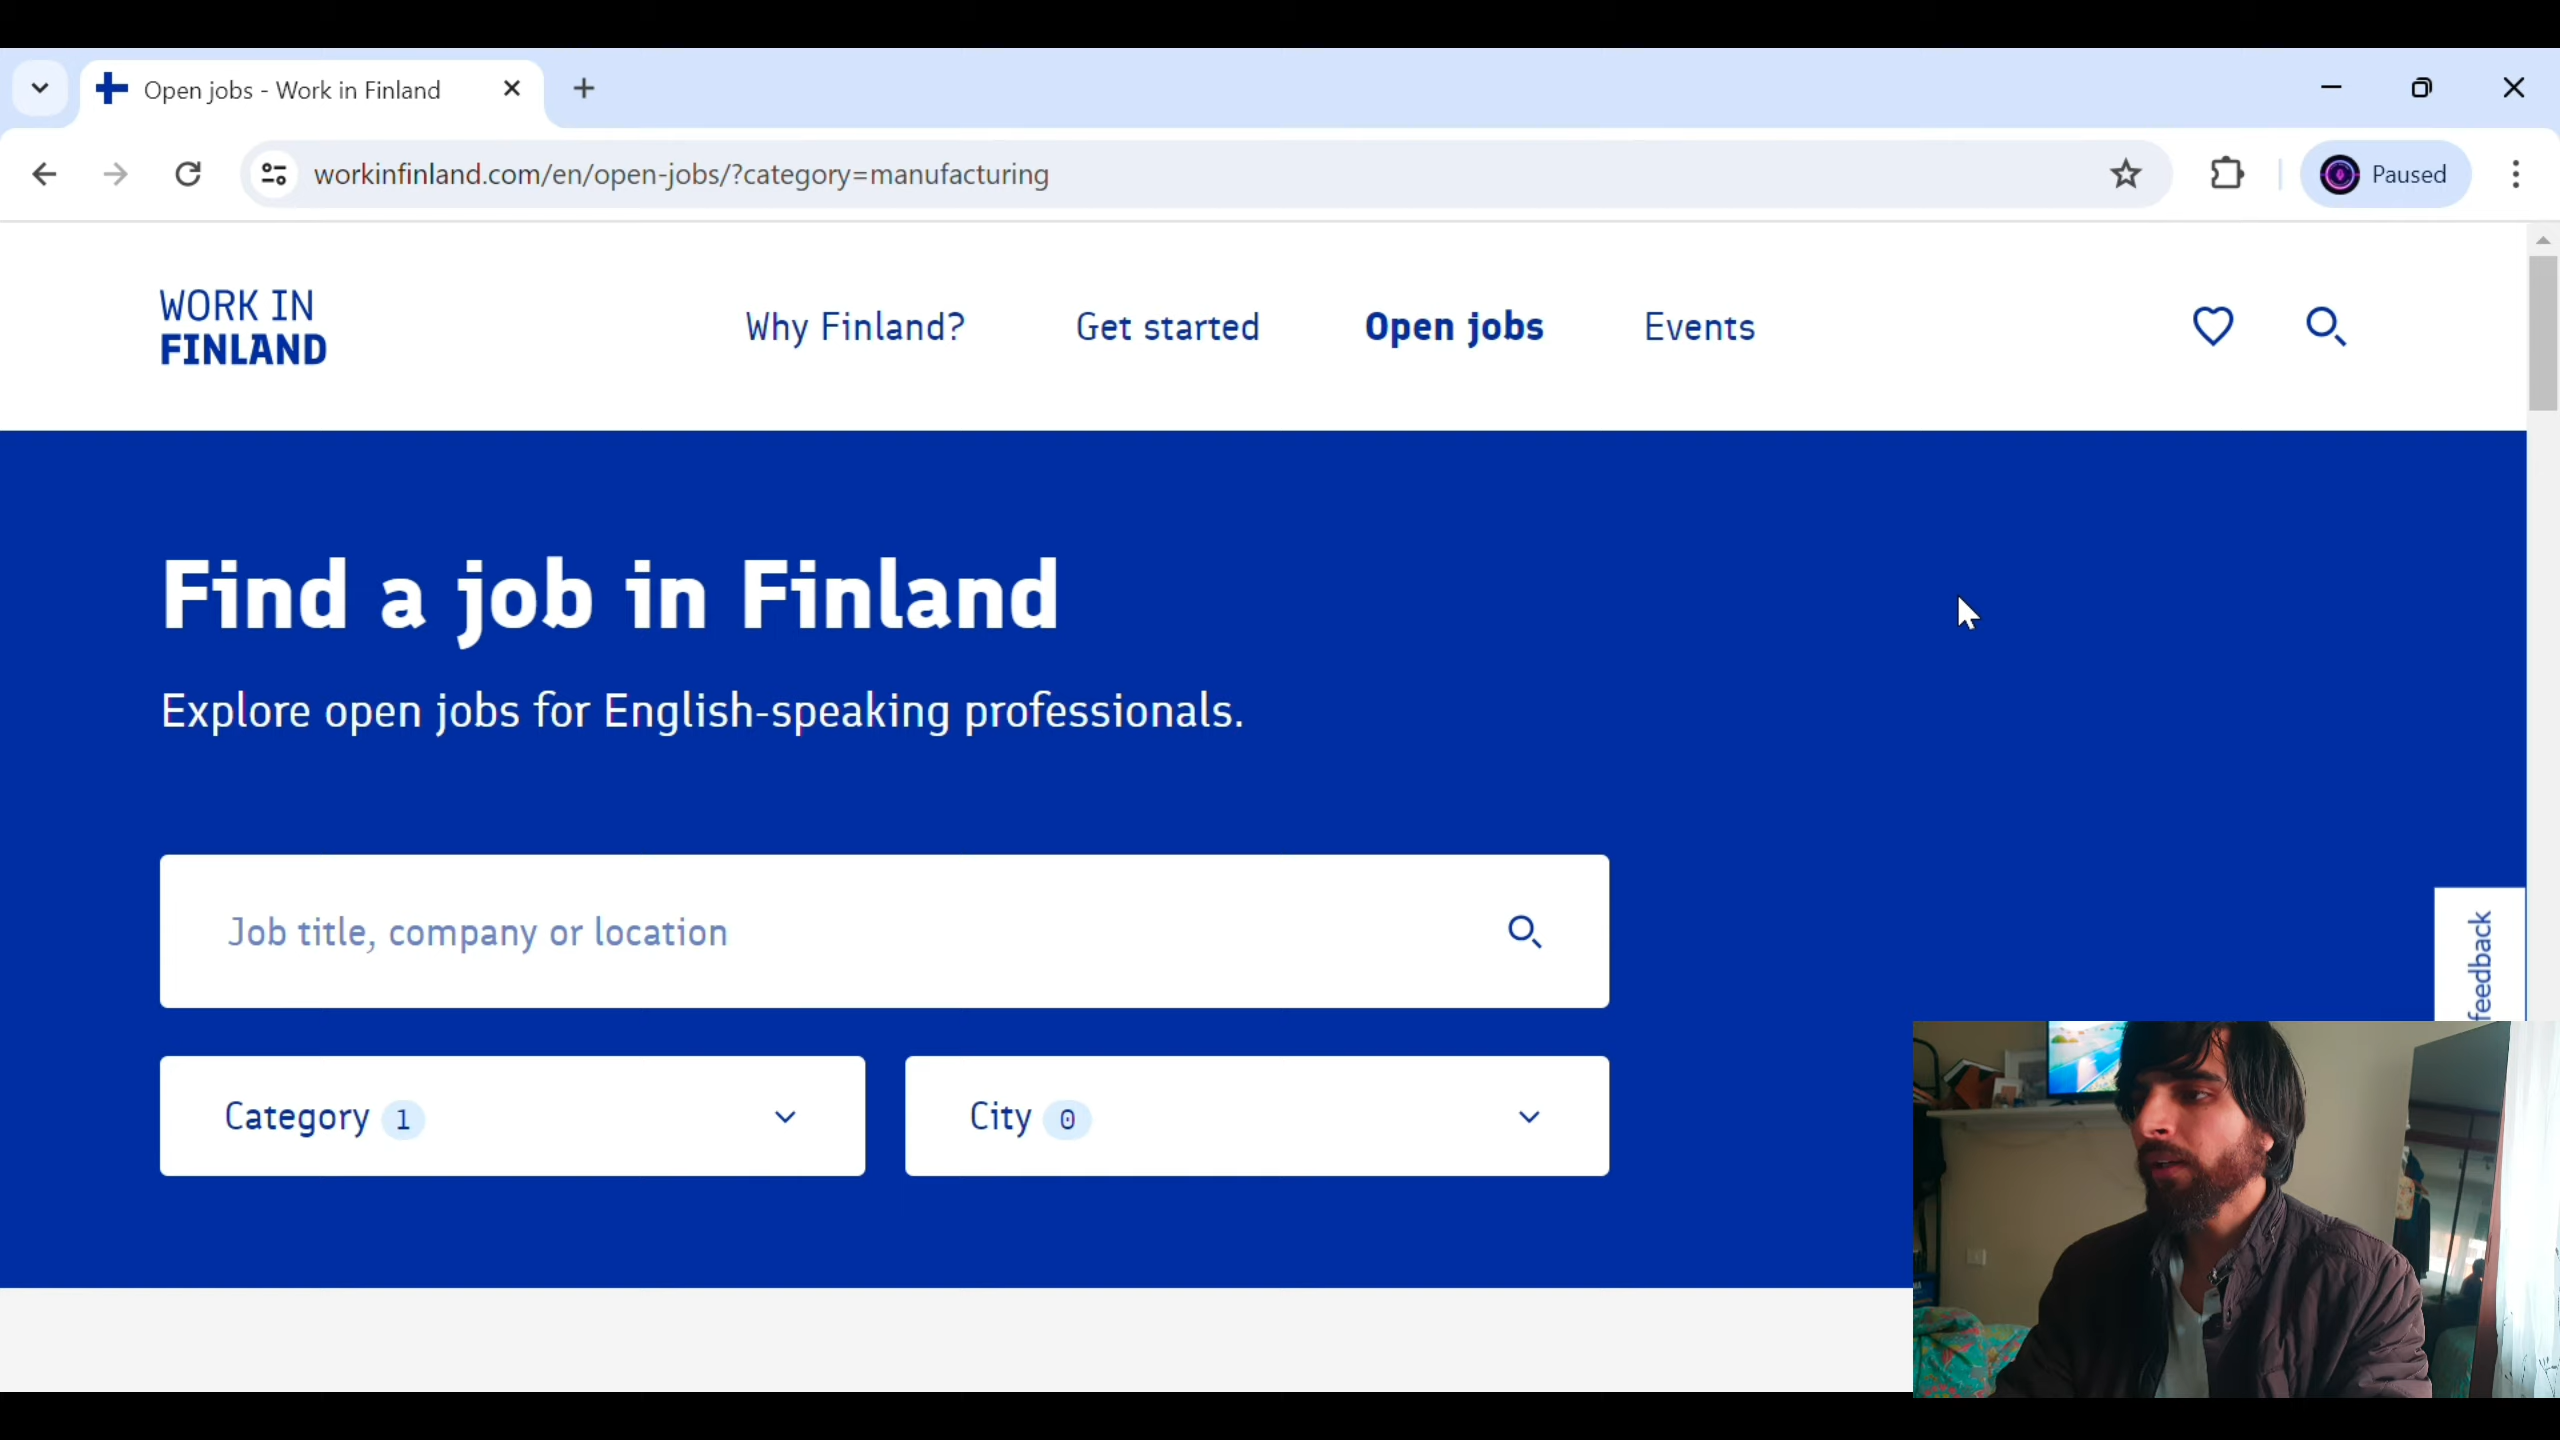 Open jobs - Work in Finland
workinfinland.com/en/open-jobs/?category=manufacturing
Paused
WORK IN
FINLAND
Why Finland?
Get started
Open jobs
Events
Find a job in Finland
Explore open jobs for English-speaking professionals.
Job title, company or location
feedback
Category 1
City 0